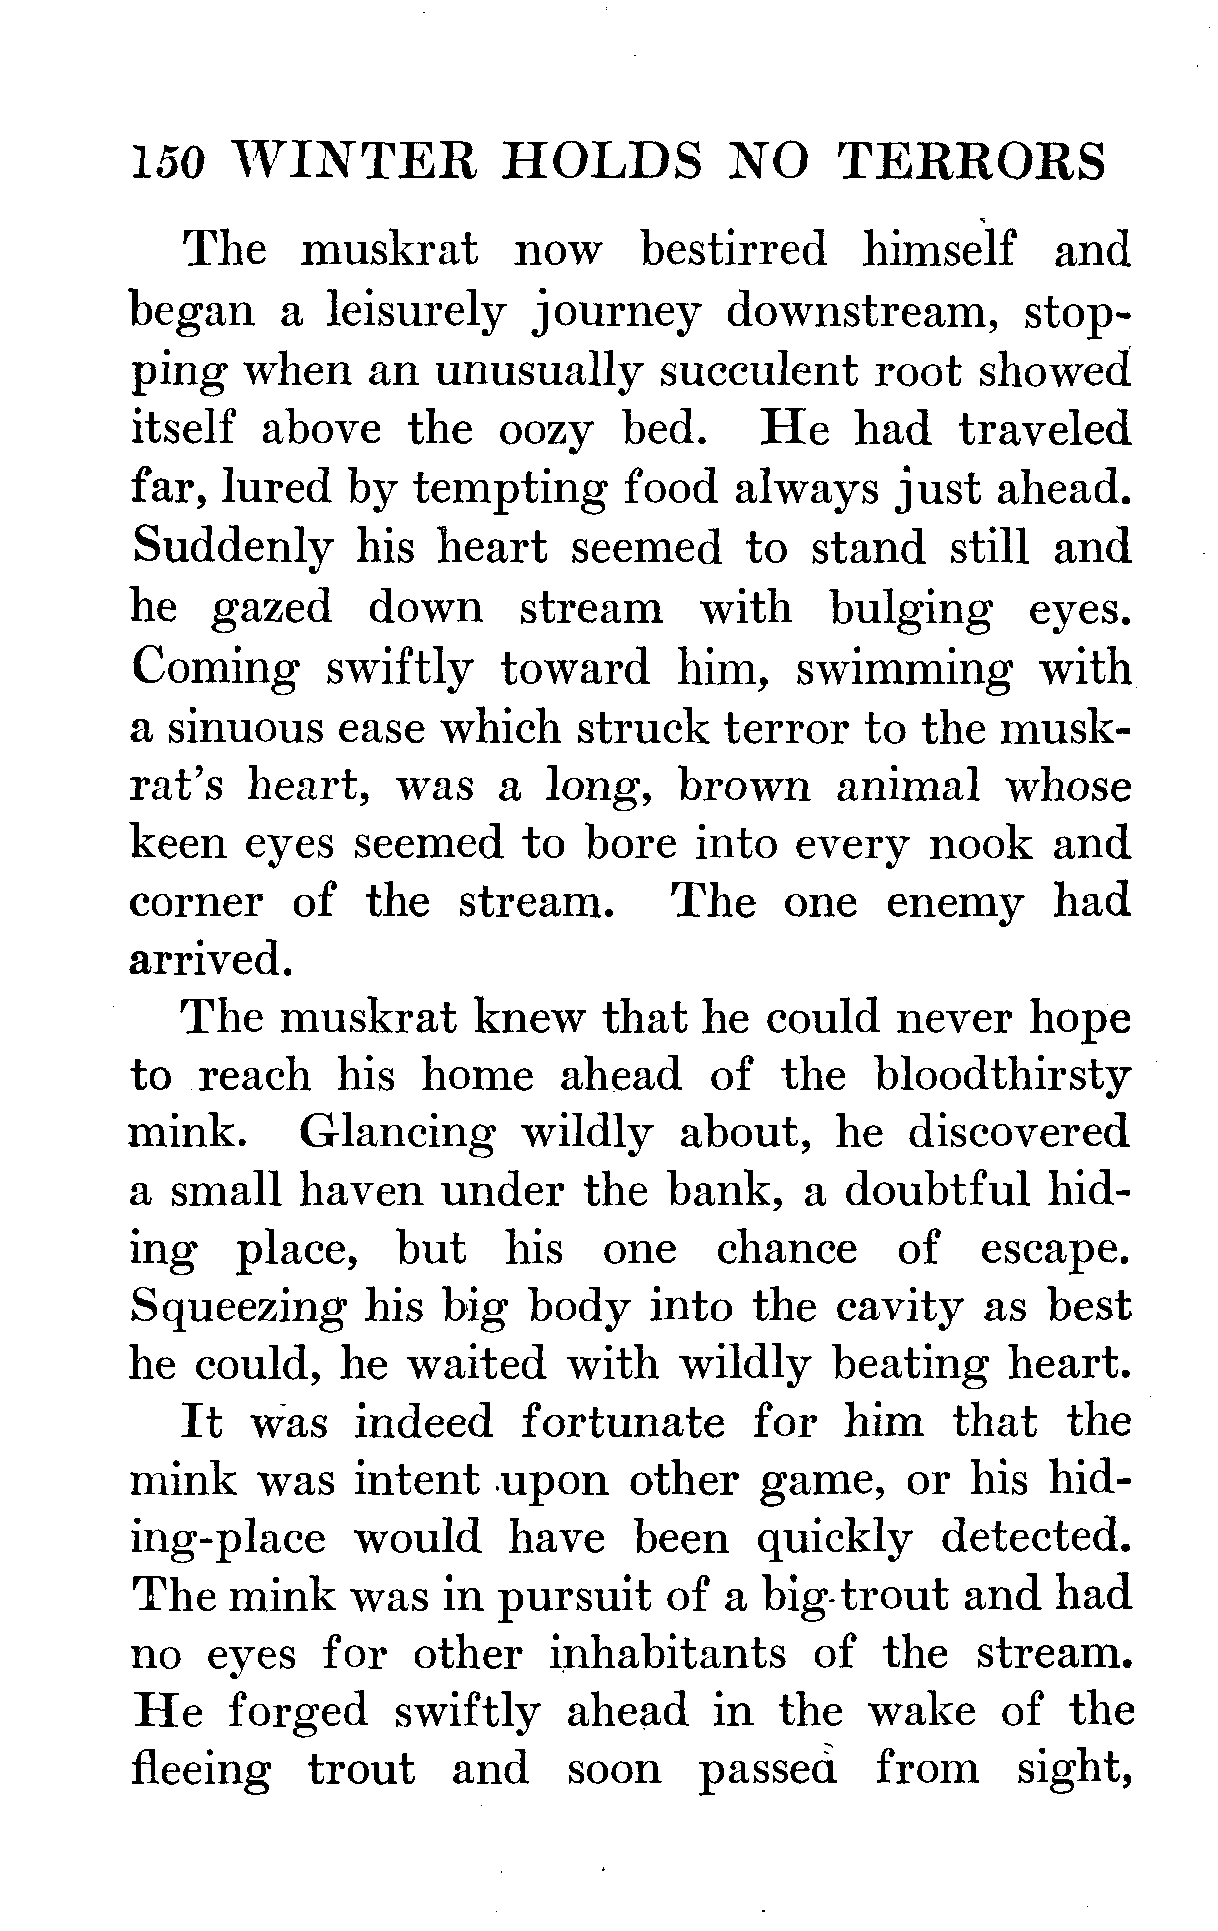 150 WINTER HOLDS NO TERRORS
The muskrat now bestirred himself and
began a leisurely journey downstream, stop-
ping when an unusually succulent root showed
itself above the oozy bed. He had traveled
far, lured by tempting food always just ahead.
Suddenly his heart seemed to stand still and
he gazed down stream with bulging eyes.
Coming swiftly toward him, swimming with
a sinuous ease which struck terror to the musk-
rat's heart, was a long, brown animal whose
keen eyes seemed to bore into every nook and
corner of the stream. The one enemy had
arrived.
The muskrat knew that he could never hope
to reach his home ahead of the bloodthirsty
mink. Glancing wildly about, he discovered
a small haven under the bank, a doubtful hid-
ing place, but his one chance of escape.
Squeezing his big body into the cavity as best
he could, he waited with wildly beating heart.
It was indeed fortunate for him that the
mink was intent upon other game, or his hid-
ing-place would have been quickly detected.
The mink was in pursuit of a big trout and had
no eyes for other inhabitants of the stream.
He forged swiftly ahead in the wake of the
fleeing trout and soon passed from sight,